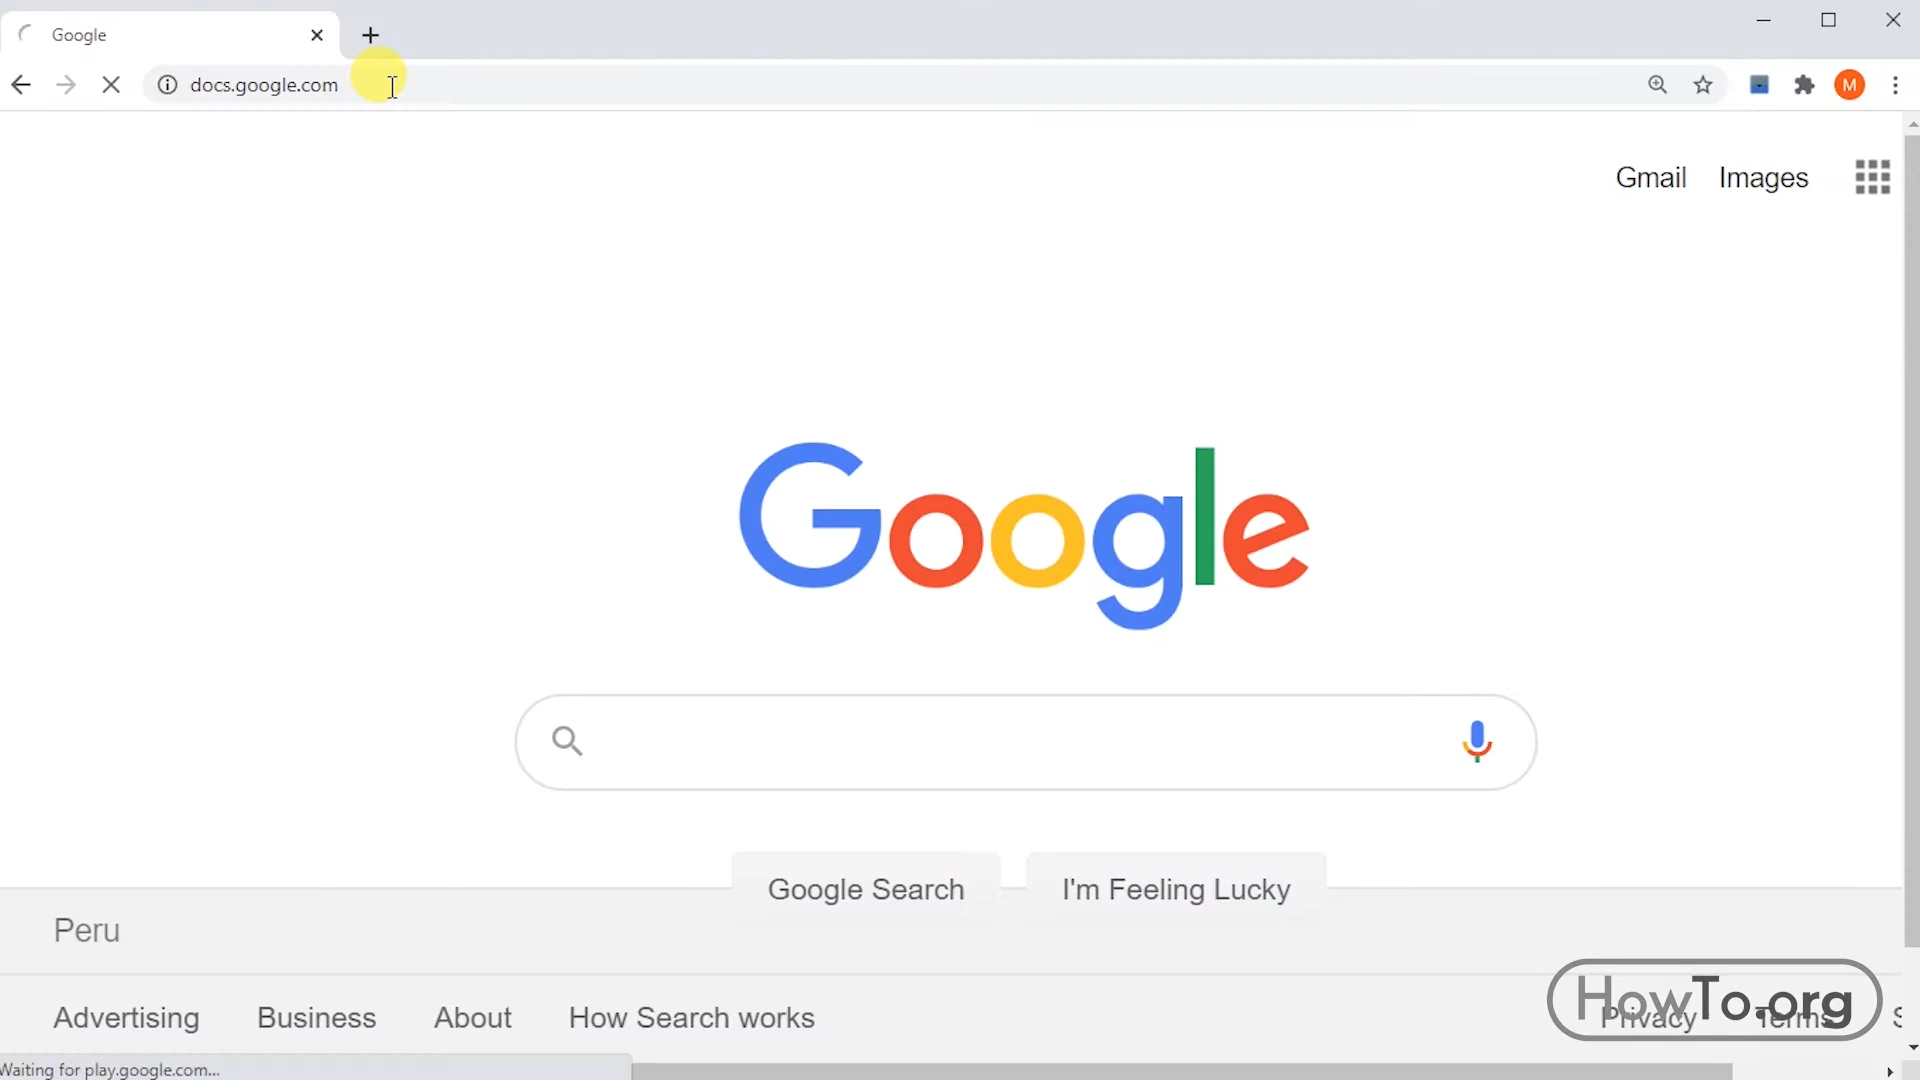 Google
docs.google.com
M
Gmail Images
Google
Google Search I'm Feeling Lucky
Peru
Advertising Business About How Search works Privacy Terms S
HowTo.org
Waiting for play.google.com...